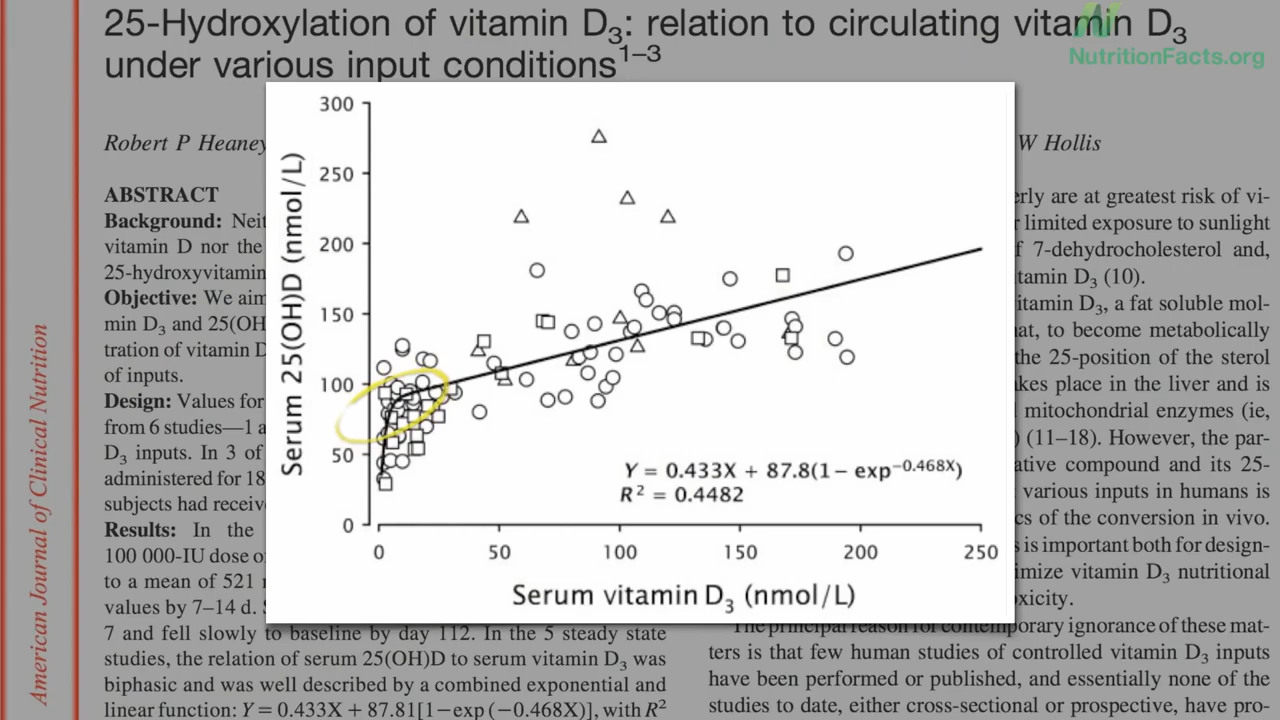 25-Hydroxylation of vitamin D3: relation to circulating vitamin D3
under various input conditions1–3
NutritionFacts.org
Robert P Heaney
W Hollis
American Journal of Clinical Nutrition
ABSTRACT
Background: Neit
vitamin D nor the
25-hydroxyvitamin
Objective: We aim
min D3 and 25(OH
tration of vitamin D
of inputs.
Design: Values for
from 6 studies—1 a
D3 inputs. In 3 of
administered for 18
subjects had receiv
Results: In the
100 000-IU dose o
to a mean of 521
values by 7–14 d.
7 and fell slowly to baseline by day 112. In the 5 steady state
studies, the relation of serum 25(OH)D to serum vitamin D3 was
biphasic and was well described by a combined exponential and
linear function: Y = 0.433X + 87.81[1−exp (−0.468X)], with R2
Serum 25(OH)D (nmol/L)
300
250
200
150
100
50
0
Y = 0.433X + 87.8(1− exp−0.468X)
R2 = 0.4482
0 50 100 150 200 250
Serum vitamin D3 (nmol/L)
erly are at greatest risk of vi-
limited exposure to sunlight
7-dehydrocholesterol and,
tamin D3 (10).
itamin D3, a fat soluble mol-
at, to become metabolically
the 25-position of the sterol
kes place in the liver and is
mitochondrial enzymes (ie,
) (11–18). However, the par-
ative compound and its 25-
various inputs in humans is
cs of the conversion in vivo.
s is important both for design-
imize vitamin D3 nutritional
oxicity.
The principal reason for contemporary ignorance of these mat-
ters is that few human studies of controlled vitamin D3 inputs
have been performed or published, and essentially none of the
studies to date, either cross-sectional or prospective, have pro-